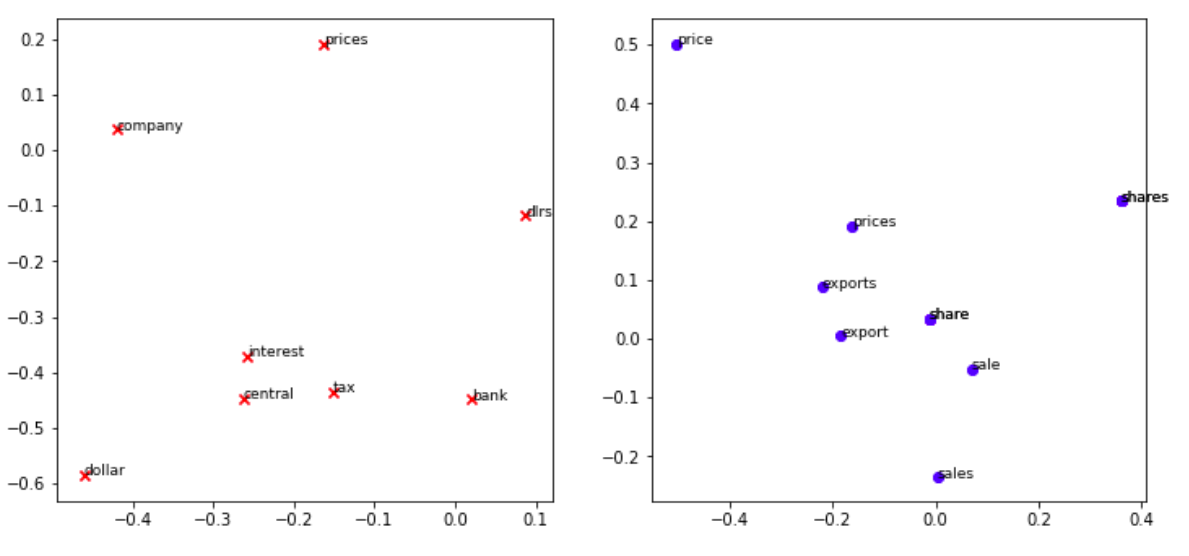 0.2
0.1
0.0
−0.1
−0.2
−0.3
−0.4
−0.5
−0.6
−0.4
−0.3
−0.2
−0.1
0.0
0.1
prices
company
dlrs
interest
central
tax
bank
dollar
0.5
0.4
0.3
0.2
0.1
0.0
−0.1
−0.2
−0.4
−0.2
0.0
0.2
0.4
price
shares
prices
exports
share
export
sale
sales